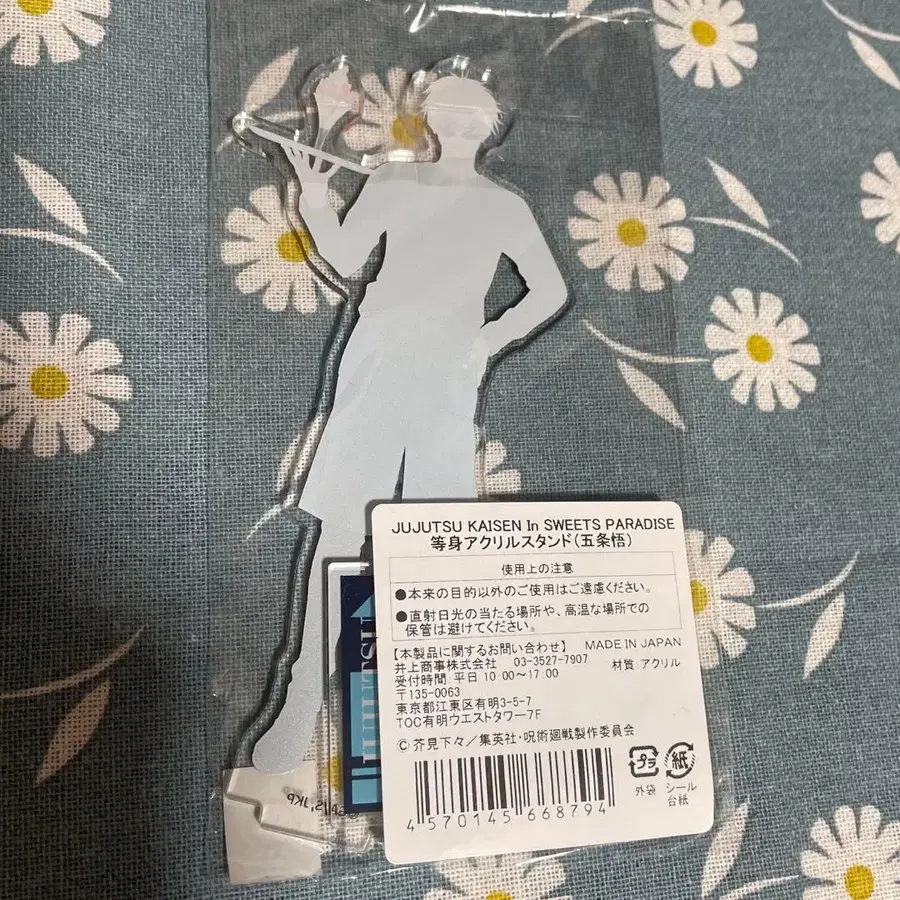 JUJUTSU KAISEN In SWEETS PARADISE
等身アクリルスタンド(五条悟)
使用上の注意
●本来の目的以外のご使用はご遠慮ください。
●直射日光の当たる場所や、高温な場所での
保管は避けてください。
【本製品に関するお問い合わせ】 MADE IN JAPAN
井上商事株式会社 03-3527-7907 材質:アクリル
受付時間:平日 10:00～17:00
〒135-0063
東京都江東区有明3-5-7
TOC有明ウエストタワー7F
© 芥見下々／集英社・呪術廻戦製作委員会
プラ 紙
外袋 シール
台紙
4 570145 668794
JUJUTSU